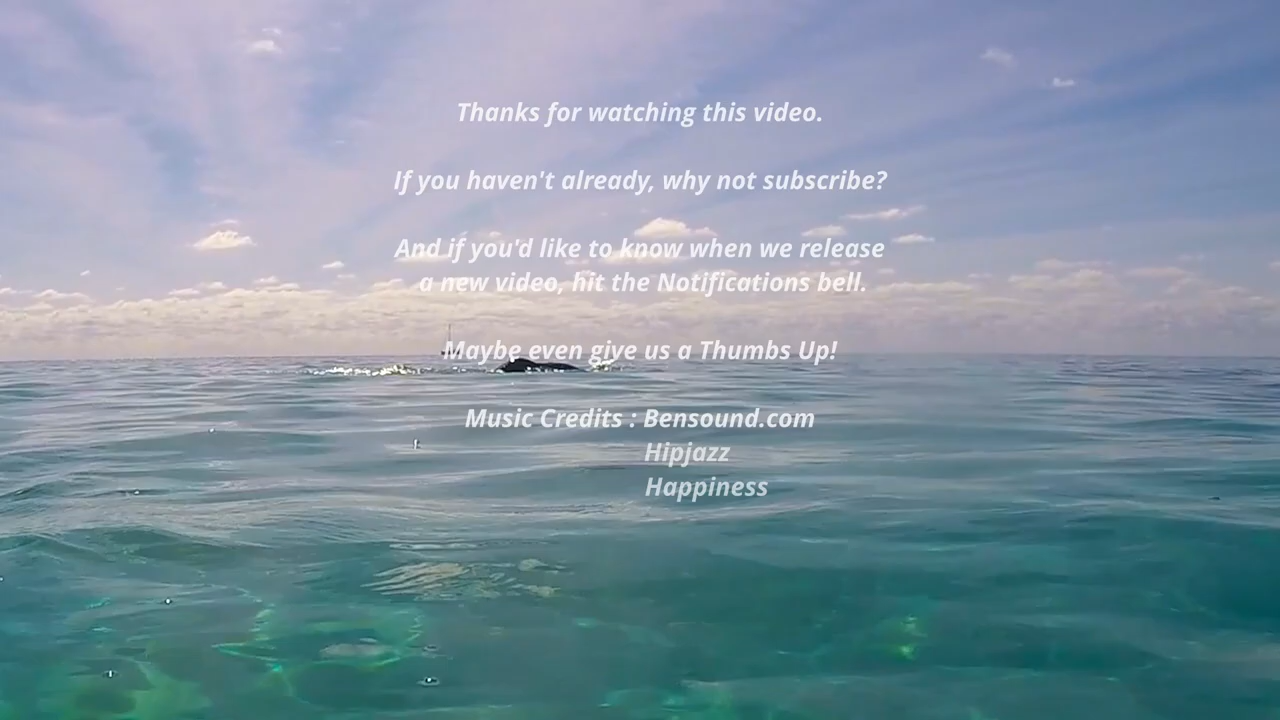 Thanks for watching this video.
If you haven't already, why not subscribe?
And if you'd like to know when we release
a new video, hit the Notifications bell.
Maybe even give us a Thumbs Up!
Music Credits : Bensound.com
Hipjazz
Happiness